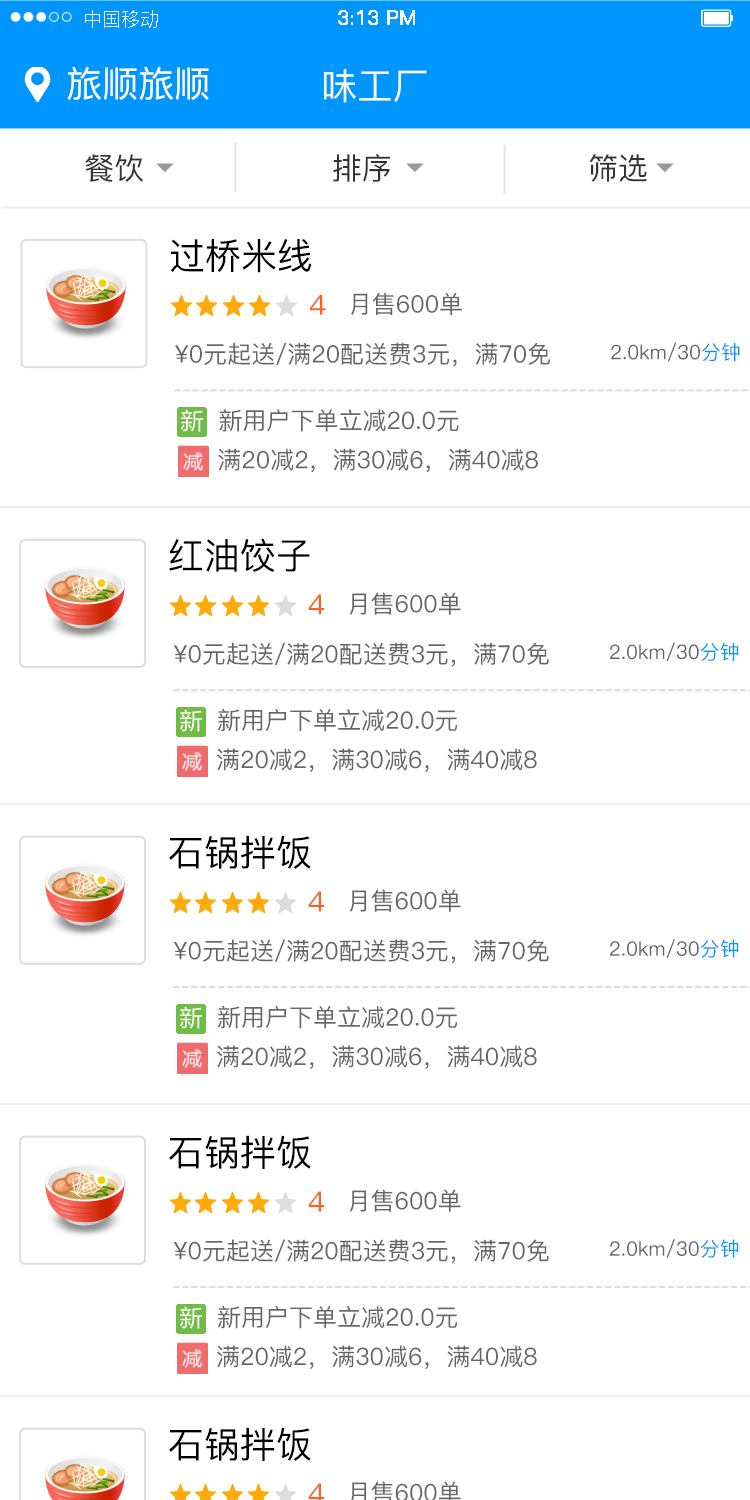 中国移动 3:13 PM
旅顺旅顺 味工厂
餐饮 排序 筛选
过桥米线
4 月售600单
¥0元起送/满20配送费3元，满70免 2.0km/30分钟
新 新用户下单立减20.0元
减 满20减2，满30减6，满40减8
红油饺子
4 月售600单
¥0元起送/满20配送费3元，满70免 2.0km/30分钟
新 新用户下单立减20.0元
减 满20减2，满30减6，满40减8
石锅拌饭
4 月售600单
¥0元起送/满20配送费3元，满70免 2.0km/30分钟
新 新用户下单立减20.0元
减 满20减2，满30减6，满40减8
石锅拌饭
4 月售600单
¥0元起送/满20配送费3元，满70免 2.0km/30分钟
新 新用户下单立减20.0元
减 满20减2，满30减6，满40减8
石锅拌饭
4 月售600单